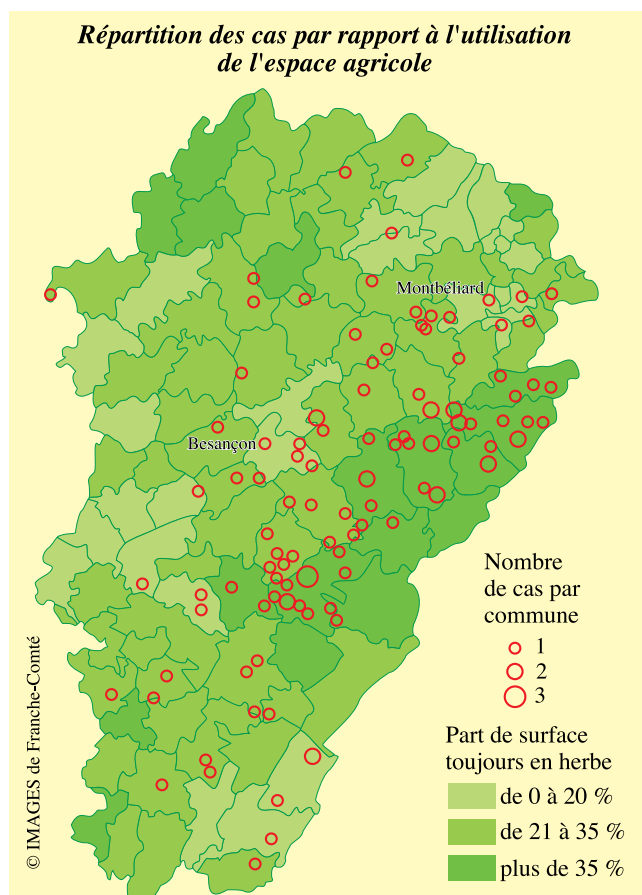 Répartition des cas par rapport à l'utilisation
de l'espace agricole
Montbéliard
Besançon
Nombre
de cas par
commune
1
2
3
Part de surface
toujours en herbe
de 0 à 20 %
de 21 à 35 %
plus de 35 %
© IMAGES de Franche-Comté